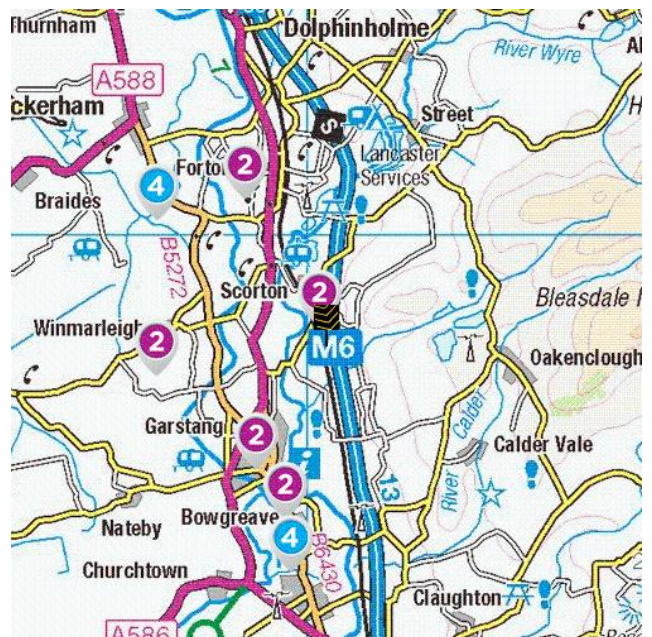 Thurnham
Dolphinholme
River Wyre
A588
ckerham
Street
S
Lancaster
Services
Forto
2
4
Braides
B5272
Scorton
2
Bleasdale
Winmarleigh
2
M6
Oakenclough
Garstang
2
River Calder
Calder Vale
2
i
13
Nateby
Bowgreave
4
B6430
Churchtown
Claughton
A586